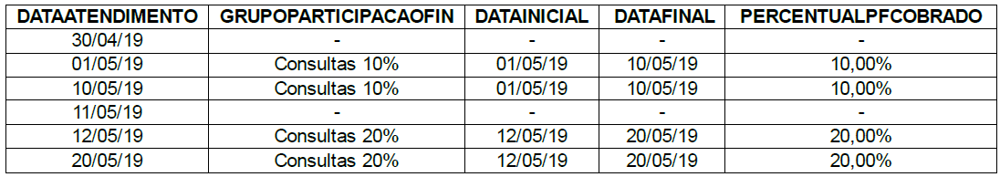 DATAATENDIMENTO GRUPOPARTICIPACAOFIN DATAINICIAL DATAFINAL PERCENTUALPFCOBRADO
30/04/19 - - - -
01/05/19 Consultas 10% 01/05/19 10/05/19 10,00%
10/05/19 Consultas 10% 01/05/19 10/05/19 10,00%
11/05/19 - - - -
12/05/19 Consultas 20% 12/05/19 20/05/19 20,00%
20/05/19 Consultas 20% 12/05/19 20/05/19 20,00%